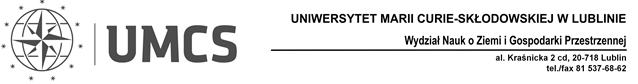 UMCS
UNIWERSYTET MARII CURIE-SKŁODOWSKIEJ W LUBLINIE
Wydział Nauk o Ziemi i Gospodarki Przestrzennej
al. Kraśnicka 2 cd, 20-718 Lublin
tel./fax 81 537-68-62